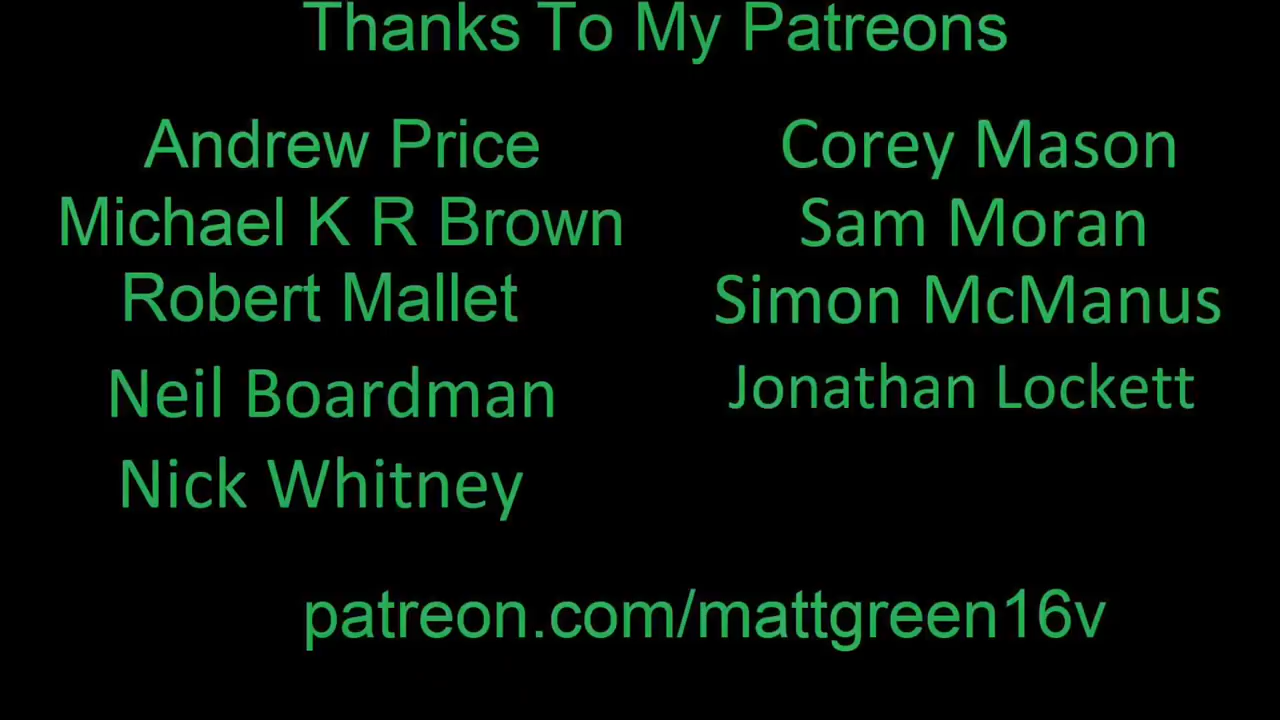 Thanks To My Patreons
Andrew Price
Michael K R Brown
Robert Mallet
Neil Boardman
Nick Whitney
Corey Mason
Sam Moran
Simon McManus
Jonathan Lockett
patreon.com/mattgreen16v